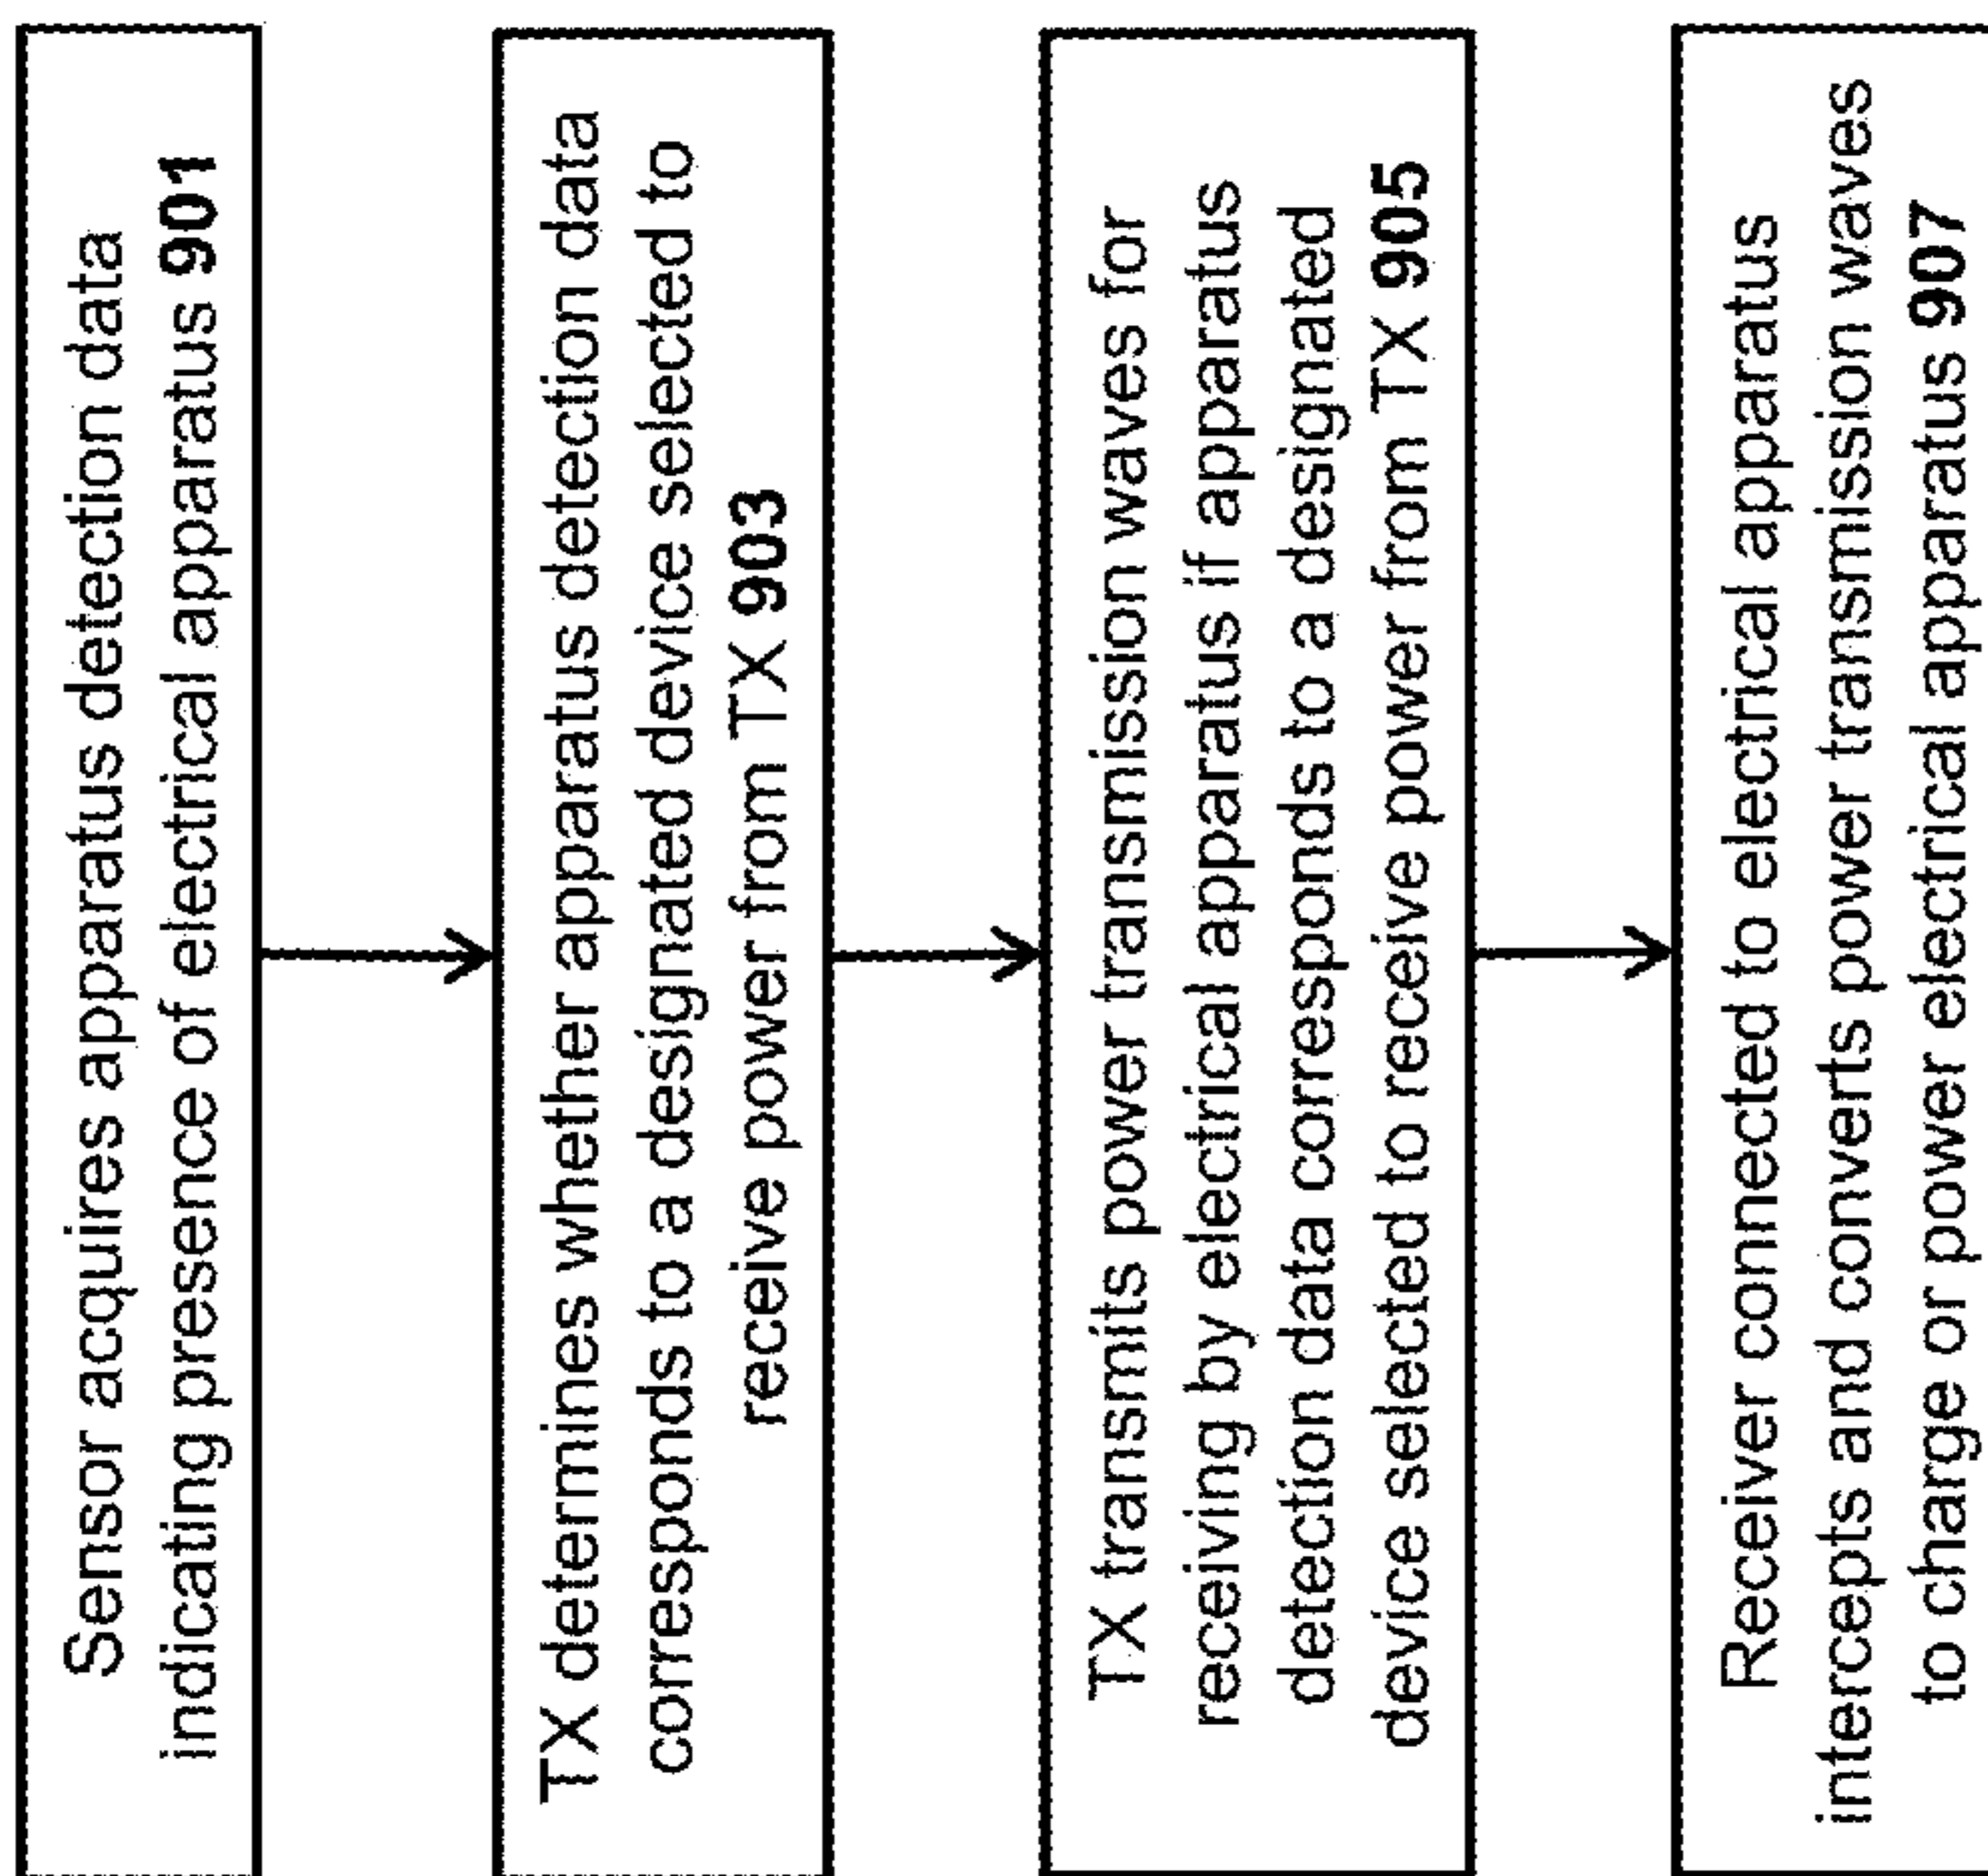 Sensor acquires apparatus detection data
indicating presence of electrical apparatus 901
TX determines whether apparatus detection data
corresponds to a designated device selected to
receive power from TX 903
TX transmits power transmission waves for
receiving by electrical apparatus if apparatus
detection data corresponds to a designated
device selected to receive power from TX 905
Receiver connected to electrical apparatus
intercepts and converts power transmission waves
to charge or power electrical apparatus 907